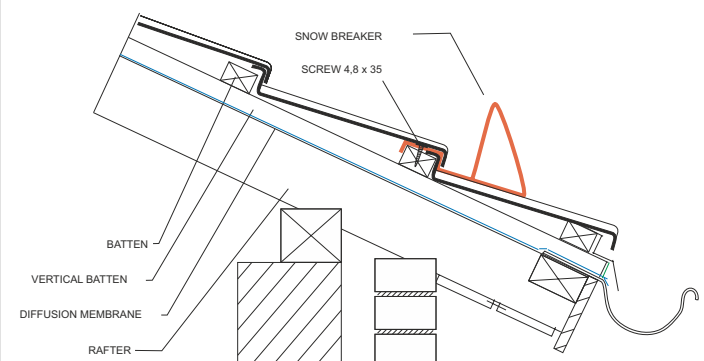 SNOW BREAKER
SCREW 4,8 x 35
BATTEN
VERTICAL BATTEN
DIFFUSION MEMBRANE
RAFTER